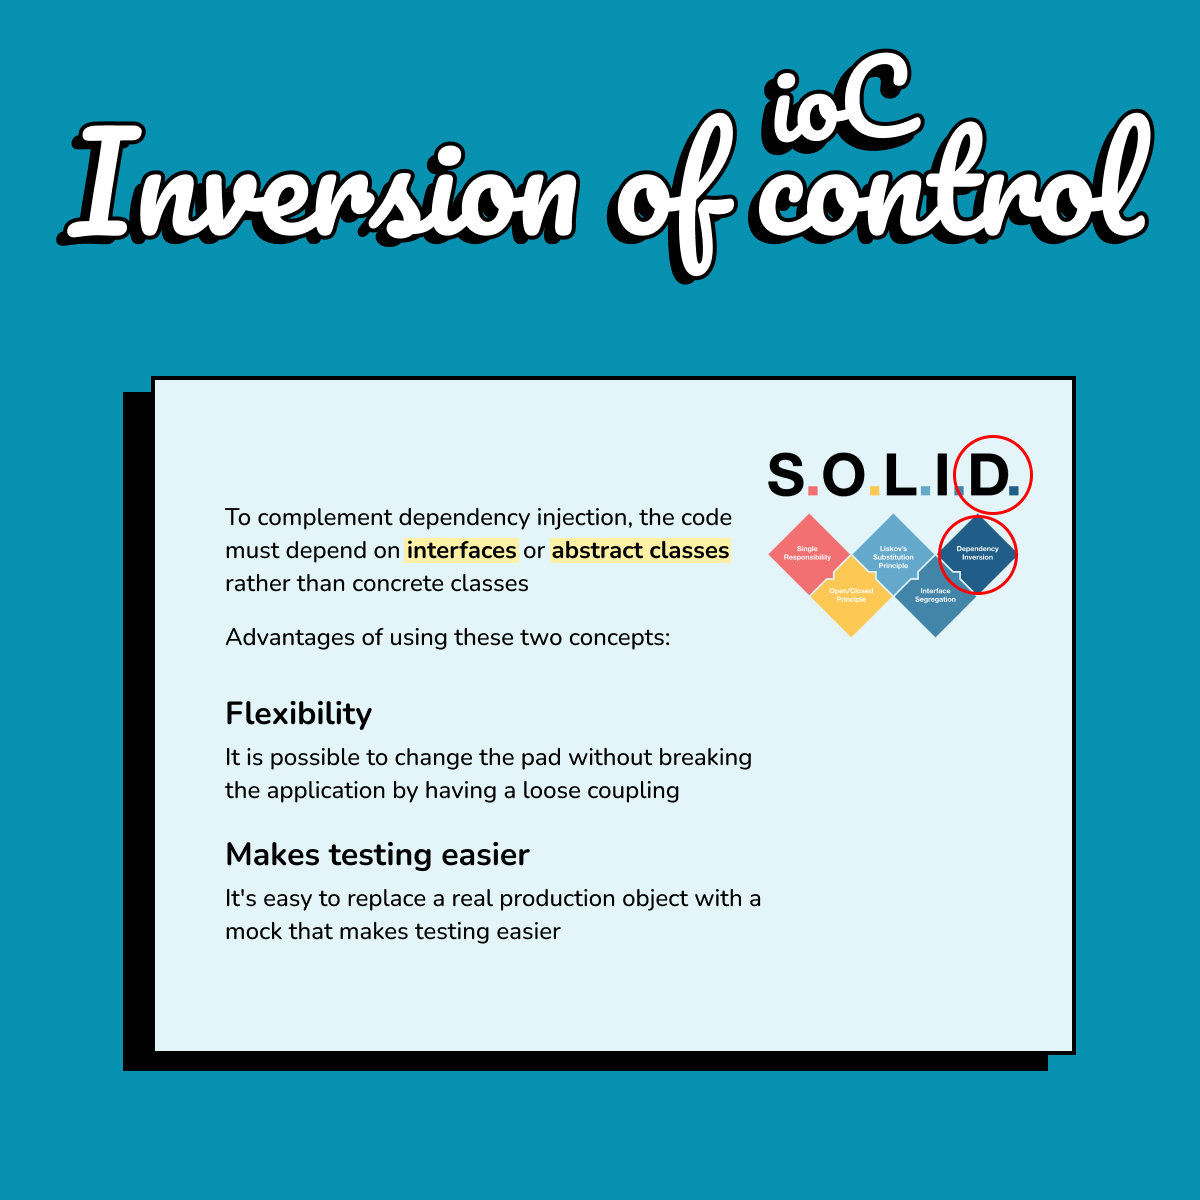 ioC
Inversion of control
S.O.L.I.D.
Single
Responsibility
Open/Closed
Principle
Liskov's
Substitution
Principle
Interface
Segregation
Dependency
Inversion
To complement dependency injection, the code
must depend on interfaces or abstract classes
rather than concrete classes
Advantages of using these two concepts:
Flexibility
It is possible to change the pad without breaking
the application by having a loose coupling
Makes testing easier
It's easy to replace a real production object with a
mock that makes testing easier